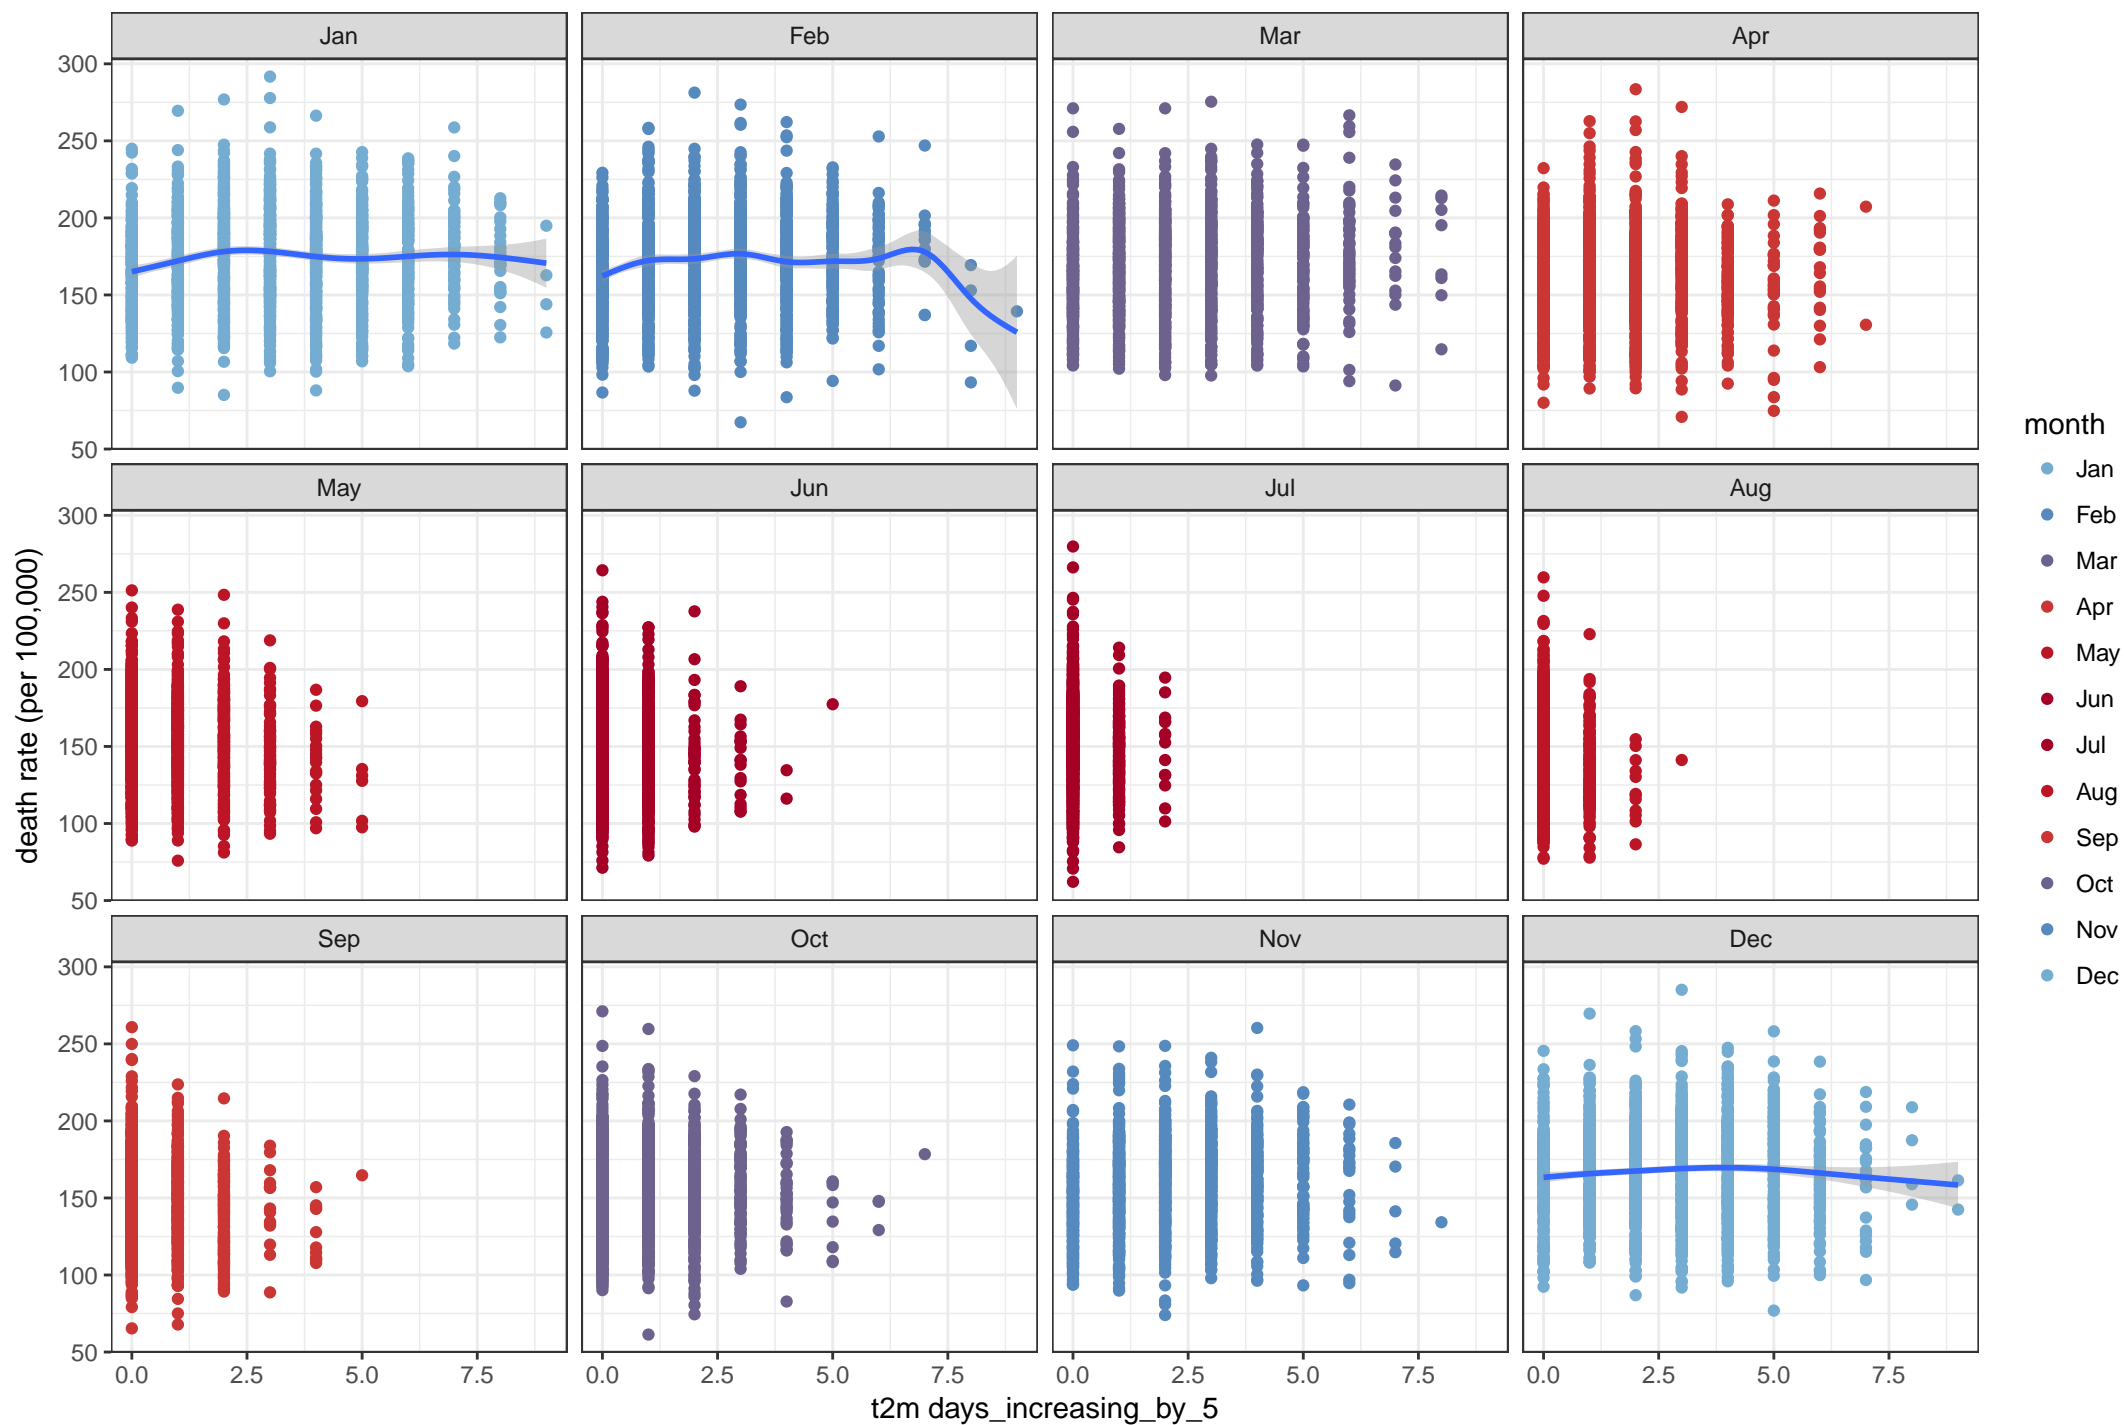 Jan
Feb
Mar
Apr
300
250
200
150
100
50
May
Jun
Jul
Aug
300
250
200
150
100
50
Sep
Oct
Nov
Dec
300
250
200
150
100
50
0.0 2.5 5.0 7.5
0.0 2.5 5.0 7.5
0.0 2.5 5.0 7.5
0.0 2.5 5.0 7.5
t2m days_increasing_by_5
death rate (per 100,000)
month
Jan
Feb
Mar
Apr
May
Jun
Jul
Aug
Sep
Oct
Nov
Dec